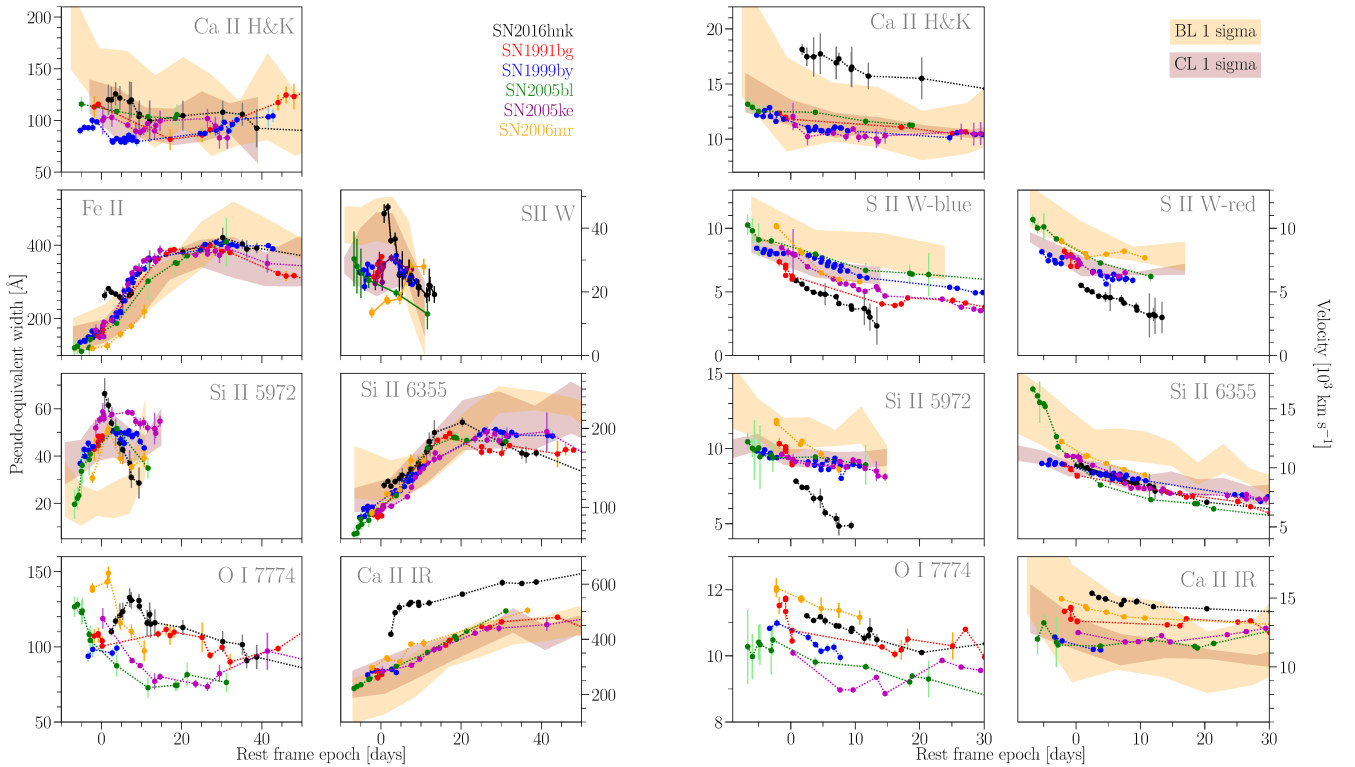 Ca II H&K
200
150
100
50
SN2016hnk
SN1991bg
SN1999by
SN2005bl
SN2005ke
SN2006mr
Ca II H&K
20
15
10
BL 1 sigma
CL 1 sigma
Fe II
400
200
SII W
40
20
0
S II W-blue
10
5
0
S II W-red
10
5
0
Si II 5972
60
40
20
Si II 6355
200
100
Si II 5972
15
10
5
Si II 6355
15
10
5
O I 7774
150
100
50
0
20
40
Ca II IR
600
400
200
0
20
40
O I 7774
12
10
8
0
10
20
30
Ca II IR
15
10
0
10
20
30
Pseudo-equivalent width [Å]
Velocity [10³ km s⁻¹]
Rest frame epoch [days]
Rest frame epoch [days]